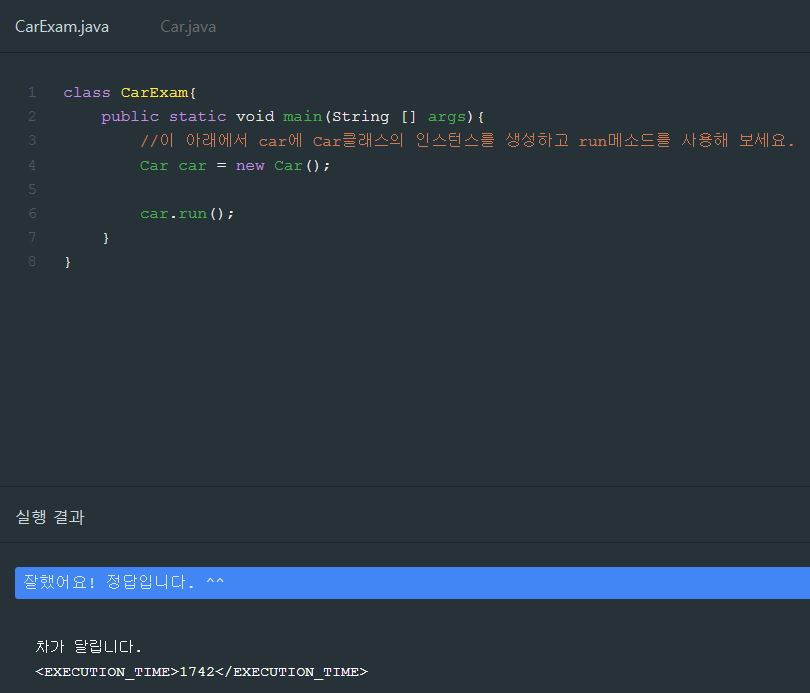 CarExam.java Car.java
1 class CarExam{
2 public static void main(String [] args){
3 //이 아래에서 car에 Car클래스의 인스턴스를 생성하고 run메소드를 사용해 보세요.
4 Car car = new Car();
5
6 car.run();
7 }
8 }
실행 결과
잘했어요! 정답입니다. ^^
차가 달립니다.
<EXECUTION_TIME>1742</EXECUTION_TIME>